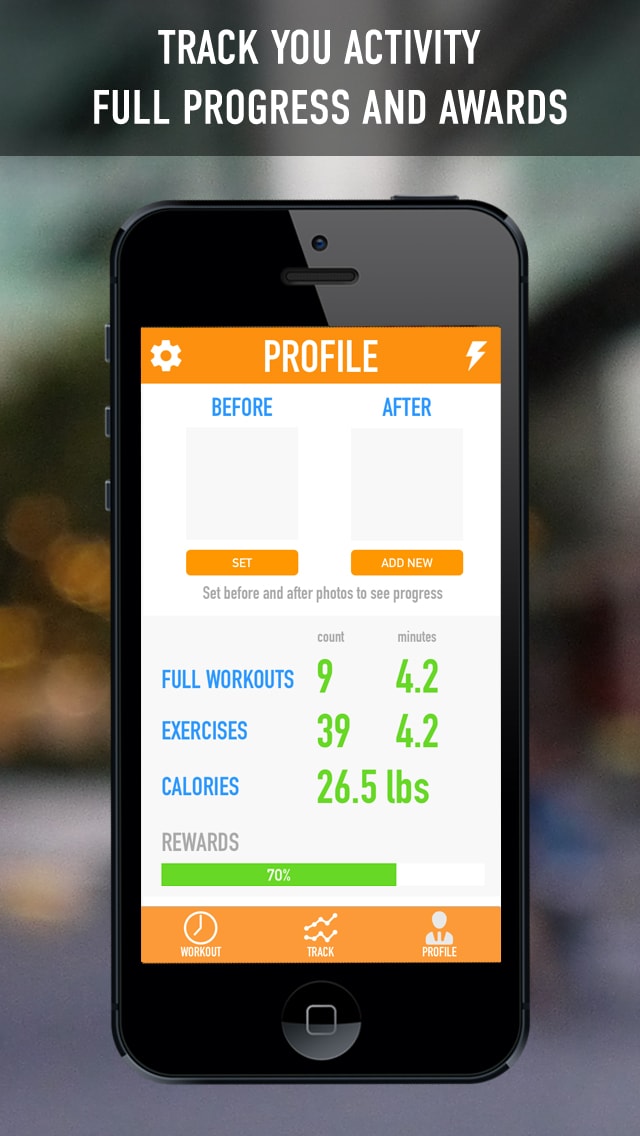 TRACK YOU ACTIVITY
FULL PROGRESS AND AWARDS
PROFILE
BEFORE AFTER
SET ADD NEW
Set before and after photos to see progress
count minutes
FULL WORKOUTS 9 4.2
EXERCISES 39 4.2
CALORIES 26.5 lbs
REWARDS
70%
WORKOUT TRACK PROFILE